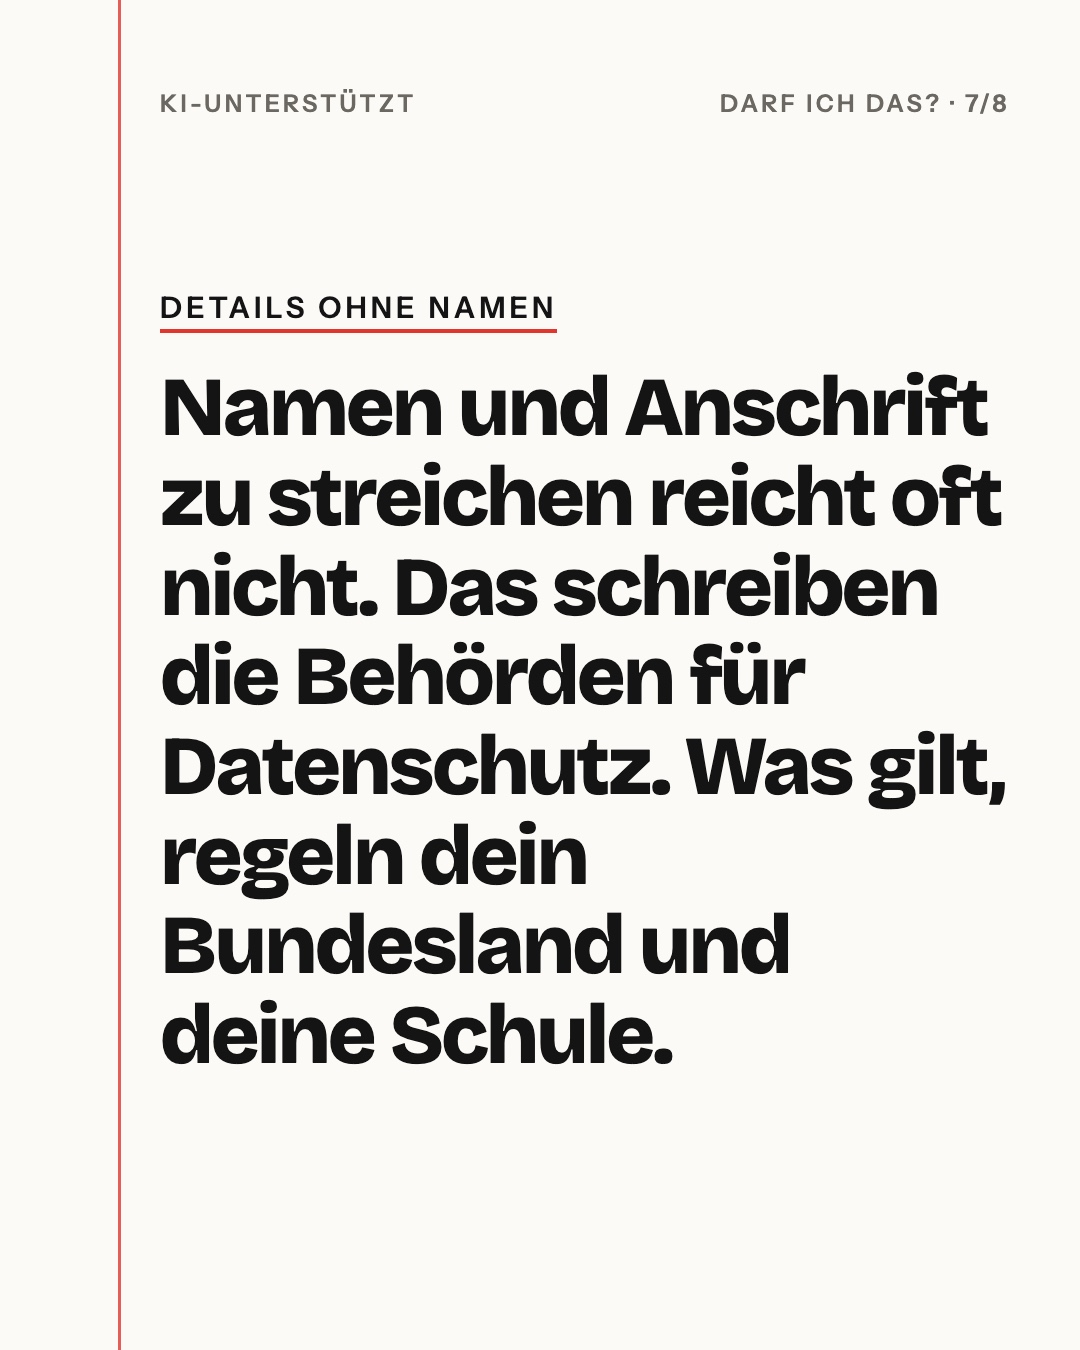 KI-UNTERSTÜTZT
DARF ICH DAS? · 7/8
DETAILS OHNE NAMEN
Namen und Anschrift
zu streichen reicht oft
nicht. Das schreiben
die Behörden für
Datenschutz. Was gilt,
regeln dein
Bundesland und
deine Schule.